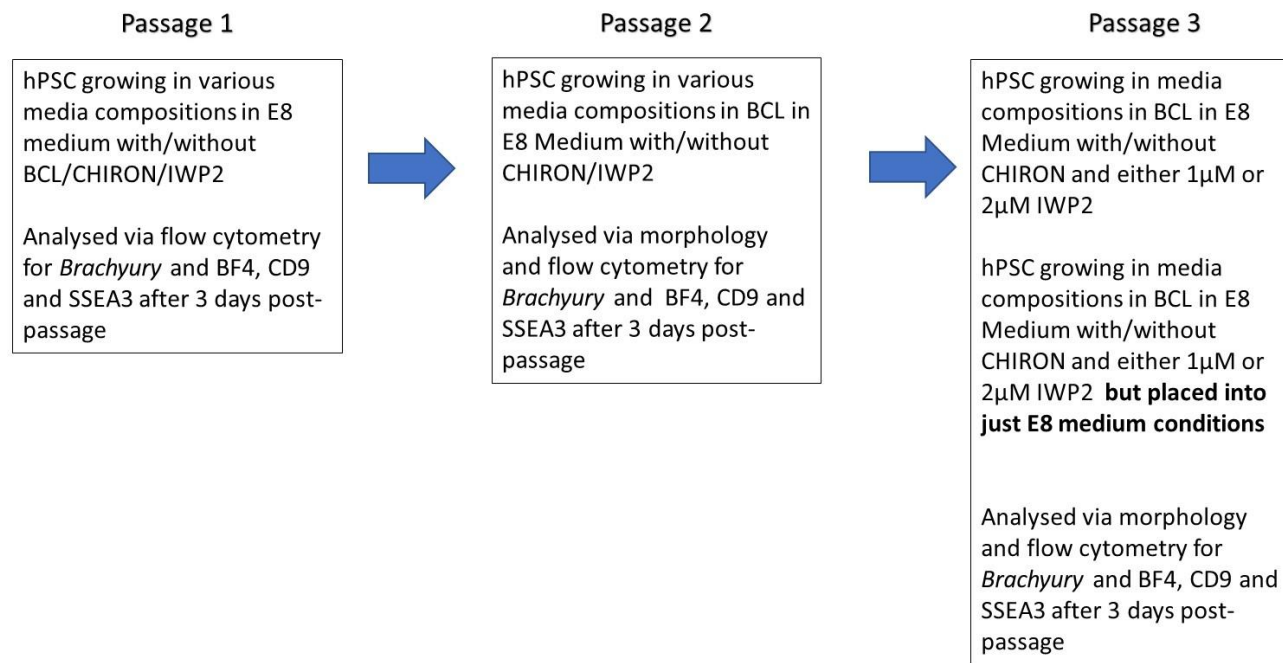 Passage 1
hPSC growing in various
media compositions in E8
medium with/without
BCL/CHIRON/IWP2
Analysed via flow cytometry
for Brachyury and BF4, CD9
and SSEA3 after 3 days post-
passage
Passage 2
hPSC growing in various
media compositions in BCL in
E8 Medium with/without
CHIRON/IWP2
Analysed via morphology
and flow cytometry for
Brachyury and BF4, CD9 and
SSEA3 after 3 days post-
passage
Passage 3
hPSC growing in media
compositions in BCL in E8
Medium with/without
CHIRON and either 1µM or
2µM IWP2
hPSC growing in media
compositions in BCL in E8
Medium with/without
CHIRON and either 1µM or
2µM IWP2 but placed into
just E8 medium conditions
Analysed via morphology
and flow cytometry for
Brachyury and BF4, CD9 and
SSEA3 after 3 days post-
passage